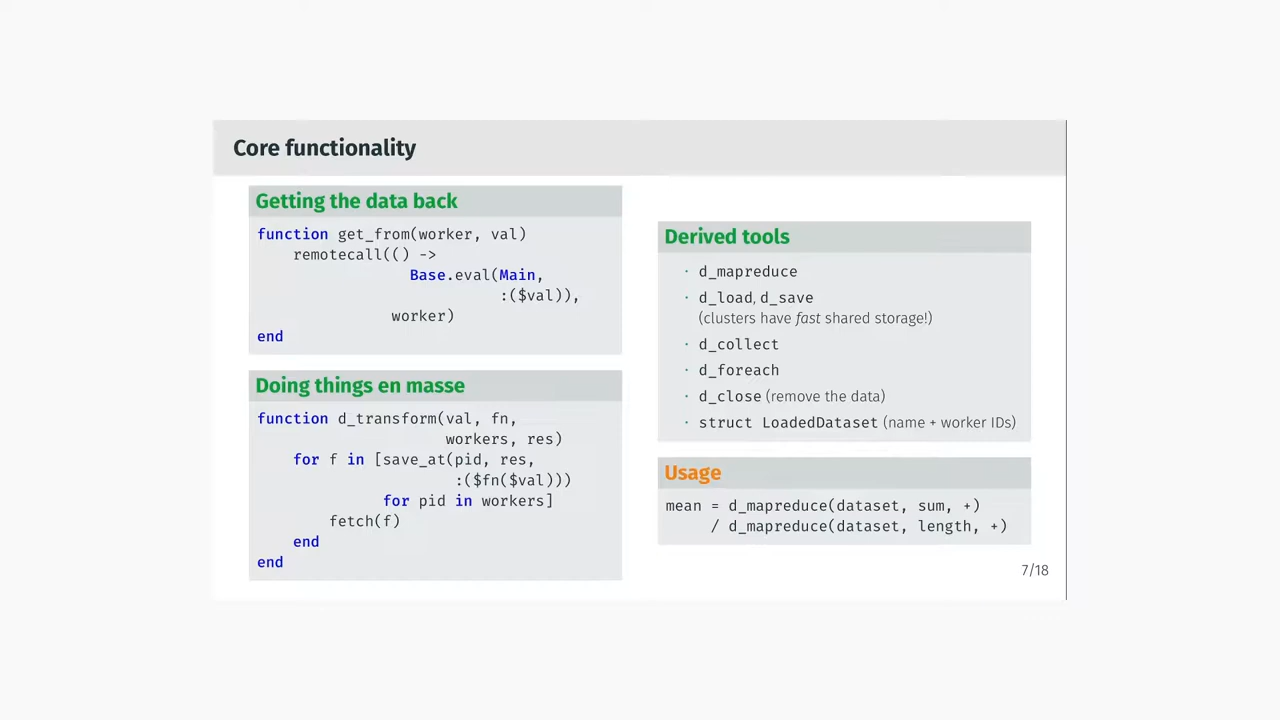 Core functionality
Getting the data back
function get_from(worker, val)
remotecall(() ->
Base.eval(Main,
:($val)),
worker)
end
Doing things en masse
function d_transform(val, fn,
workers, res)
for f in [save_at(pid, res,
:($fn($val)))
for pid in workers]
fetch(f)
end
end
Derived tools
· d_mapreduce
· d_load, d_save
(clusters have fast shared storage!)
· d_collect
· d_foreach
· d_close (remove the data)
· struct LoadedDataset (name + worker IDs)
Usage
mean = d_mapreduce(dataset, sum, +)
/ d_mapreduce(dataset, length, +)
7/18